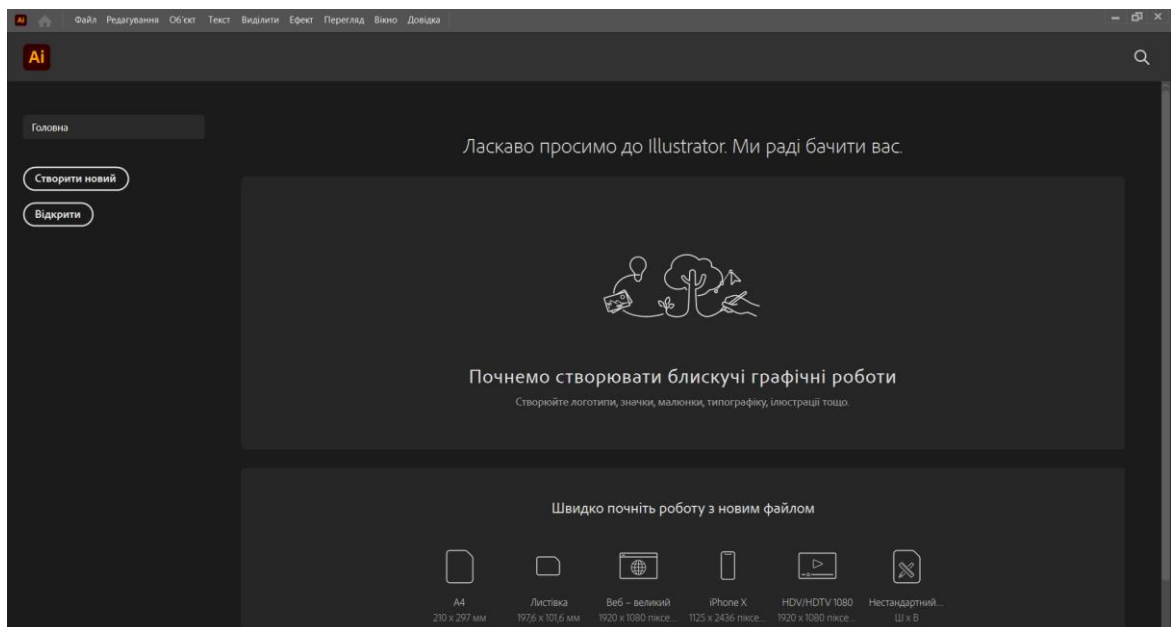 Ai Файл Редагування Об'єкт Текст Виділити Ефект Перегляд Вікно Довідка
Ai
Головна
Створити новий
Відкрити
Ласкаво просимо до Illustrator. Ми раді бачити вас.
Почнемо створювати блискучі графічні роботи
Створюйте логотипи, значки, малюнки, типографіку, ілюстрації тощо.
Швидко почніть роботу з новим файлом
A4 Листівка Веб – великий iPhone X HDV/HDTV 1080 Нестандартний...
210 x 297 мм 197,6 x 101,6 мм 1920 x 1080 піксе... 1125 x 2436 піксе... 1920 x 1080 піксе... Ш x В